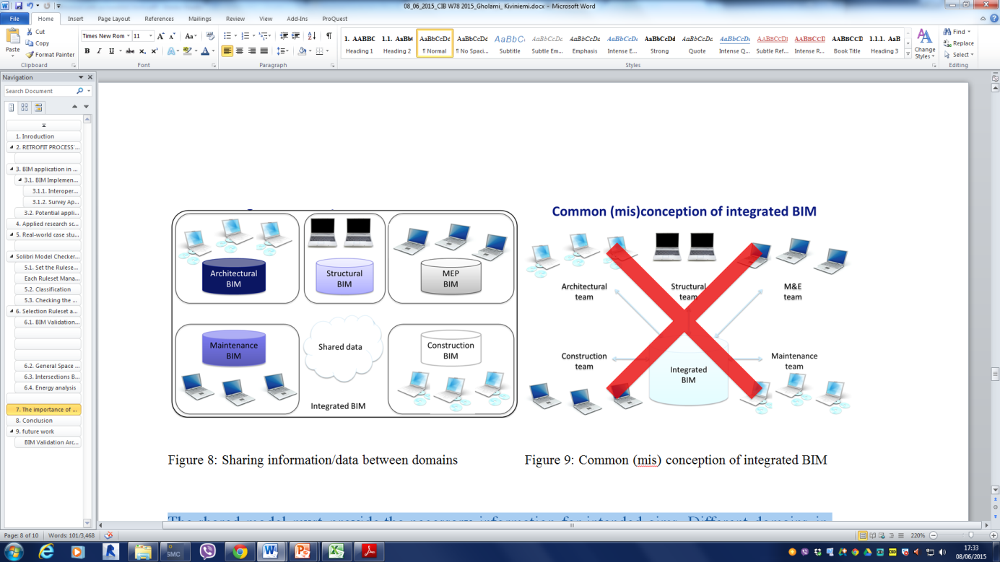 08_06_2015_CIB W78 2015_Gholami_ Kiviniemi.docx - Microsoft Word
File Home Insert Page Layout References Mailings Review View Add-Ins ProQuest
Paste
Cut
Copy
Format Painter
Clipboard
Times New Rom 11
B I U abc x₂ x² A
Font
Paragraph
1. AABBC 1.1. AaBb( AaBbCcDc AaBbCcDc AaBbCc AaBbCcDc AaBbCcDc AaBbCcDc AaBbCcDd AaBbCcDd AaBbCcDd AABBCCDD AABBCCDD AABBCCD 1.1.1. AaB
Heading 1 Heading 2 ¶ Normal ¶ No Spaci... Subtitle Subtle Em... Emphasis Intense E... Strong Quote Intense Q... Subtle Ref... Intense R... Book Title Heading 3
Styles
Change Styles
Find
Replace
Select
Editing
Navigation
Search Document
1. Inroduction
2. RETROFIT PROCESS...
3. BIM application in ...
3.1. BIM Implemen...
3.1.1. Interoper...
3.1.2. Survey Ap...
3.2. Potential appli...
4. Applied research sc...
5. Real-world case stu...
Solibri Model Checker...
5.1. Set the Rulese...
Each Ruleset Mana...
5.2. Classification
5.3. Checking the ...
6. Selection Ruleset a...
6.1. BIM Validation...
6.2. General Space ...
6.3. Intersections B...
6.4. Energy analysis
7. The importance of ...
8. Conclusion
9. future work
BIM Validation Arc...
Architectural
BIM
Structural
BIM
MEP
BIM
Maintenance
BIM
Shared data
Construction
BIM
Integrated BIM
Common (mis)conception of integrated BIM
Architectural
team
Structural
team
M&E
team
Construction
team
Integrated
BIM
Maintenance
team
Figure 8: Sharing information/data between domains
Figure 9: Common (mis) conception of integrated BIM
The shared model must provide the necessary information for intended aims. Different domains in
Page: 8 of 10 Words: 101/3,468
220%
SMC
17:33
08/06/2015